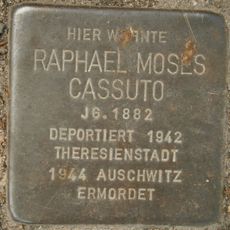 HIER WOHNTE
RAPHAEL MOSES
CASSUTO
JG. 1882
DEPORTIERT 1942
THERESIENSTADT
1944 AUSCHWITZ
ERMORDET